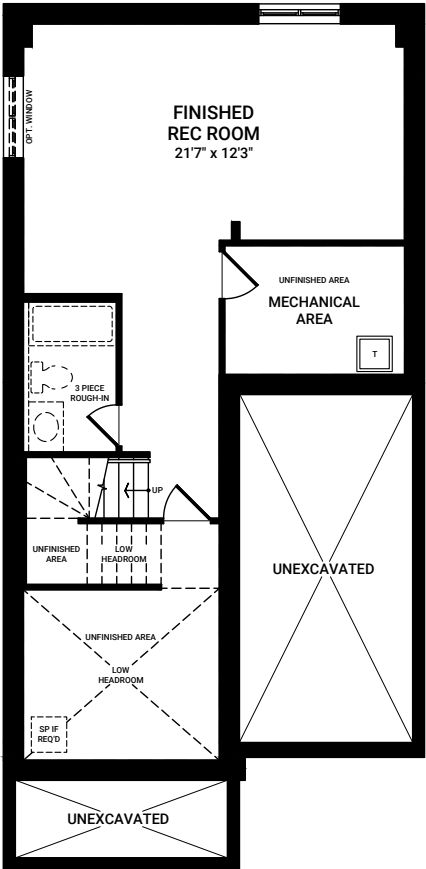 OPT. WINDOW
FINISHED
REC ROOM
21'7" x 12'3"
UNFINISHED AREA
MECHANICAL
AREA
T
3 PIECE
ROUGH-IN
UP
UNFINISHED
AREA
LOW
HEADROOM
UNEXCAVATED
UNFINISHED AREA
LOW
HEADROOM
SP IF
REQ'D
UNEXCAVATED